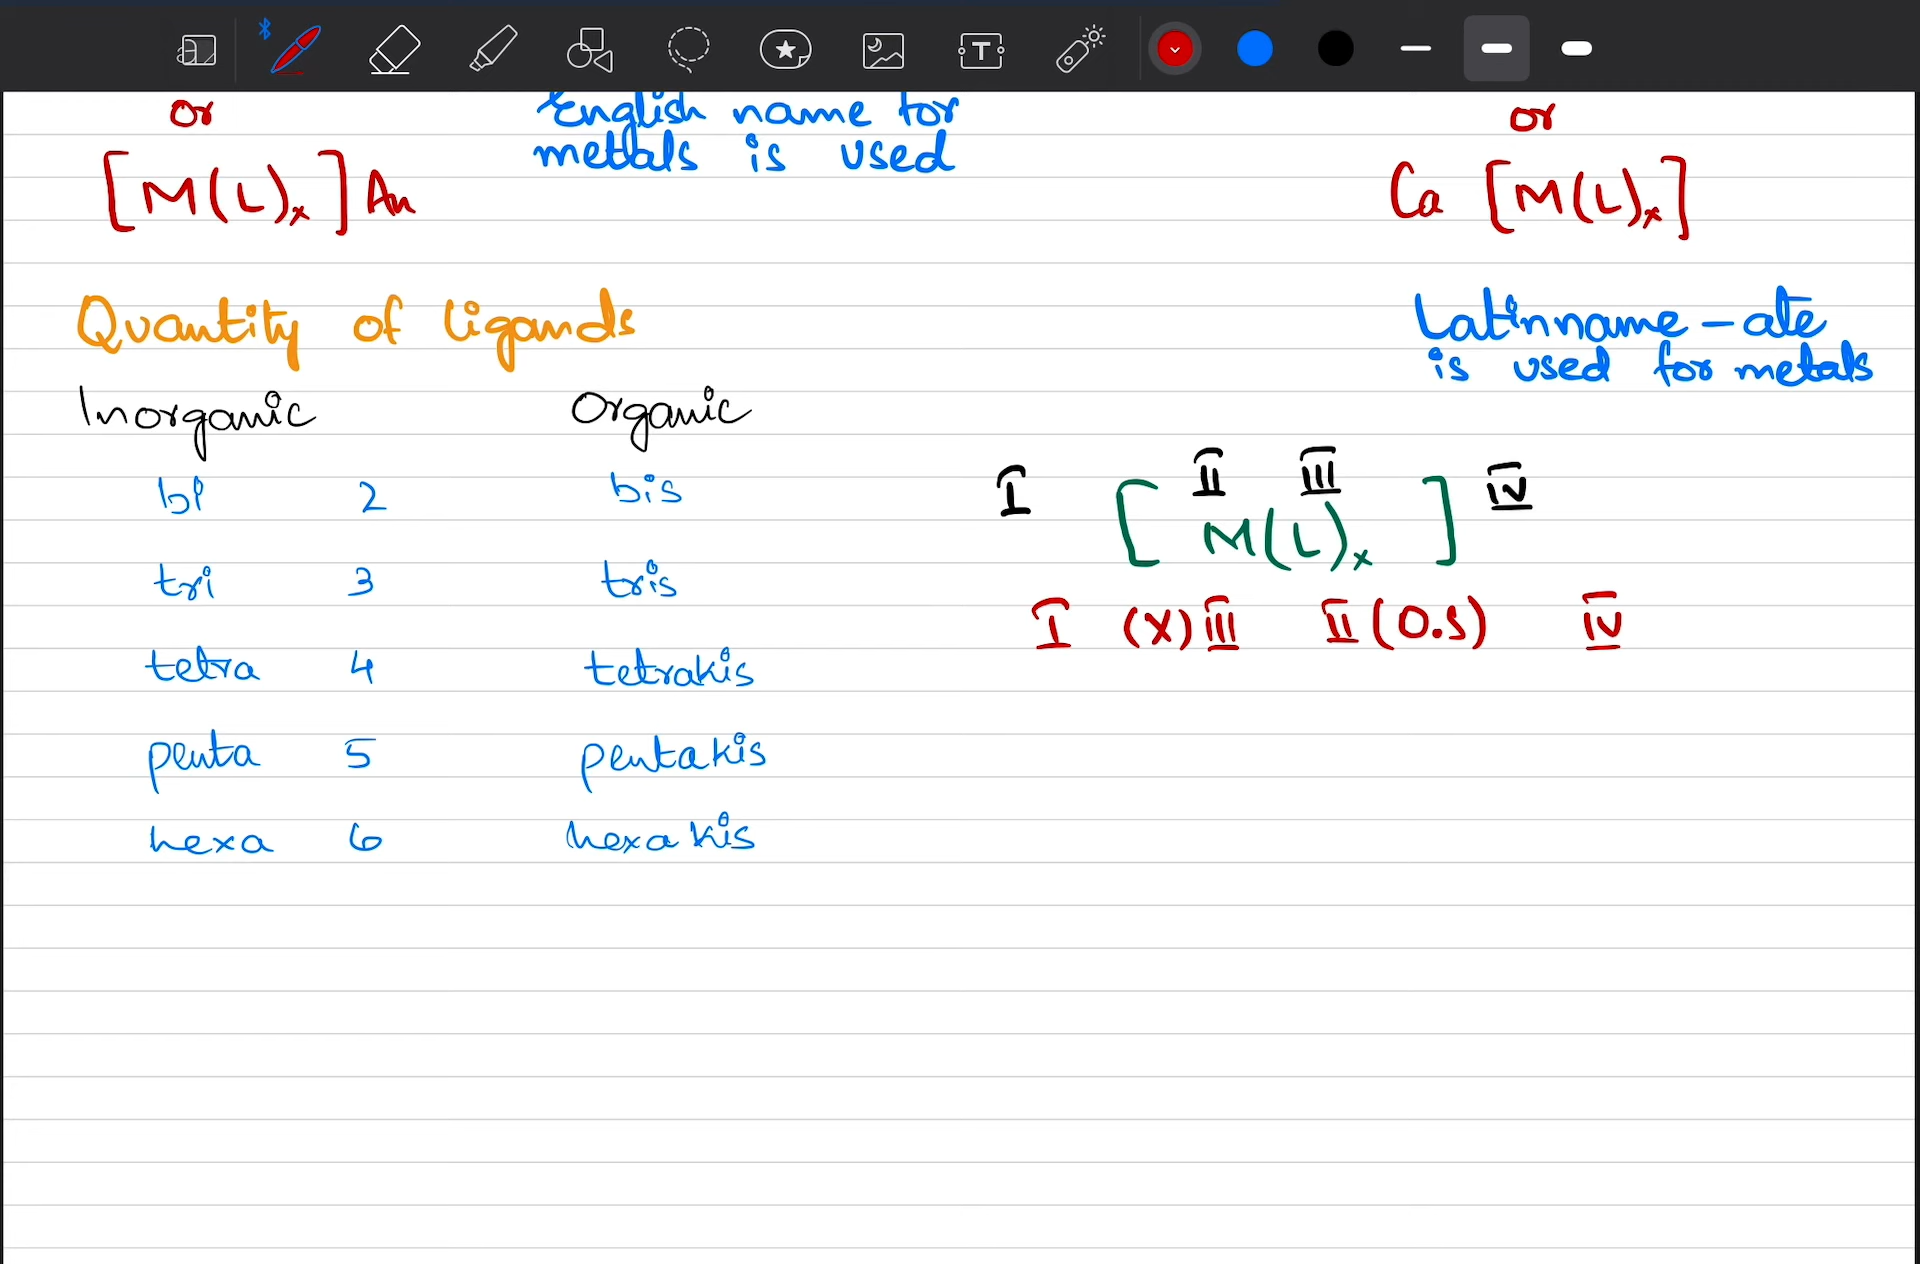 or
English name for
metals is used
[M(L)x]An
or
Ca [M(L)x]
Quantity of ligands
Latin name - ate
is used for metals
Inorganic Organic
bi 2 bis
tri 3 tris
tetra 4 tetrakis
penta 5 pentakis
hexa 6 hexakis
I II III IV
[M(L)x]
I (X) III II (O.S) IV